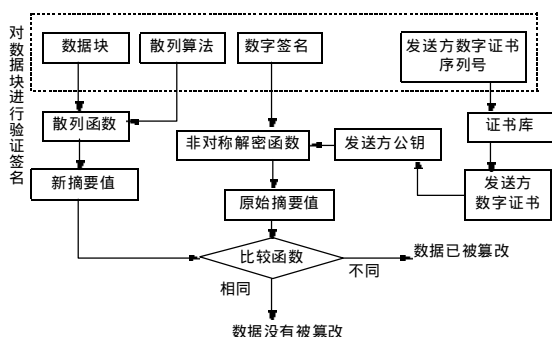 对数据块进行验证签名
数据块
散列算法
数字签名
发送方数字证书
序列号
散列函数
非对称解密函数
发送方公钥
证书库
新摘要值
原始摘要值
发送方
数字证书
比较函数
不同
数据已被篡改
相同
数据没有被篡改